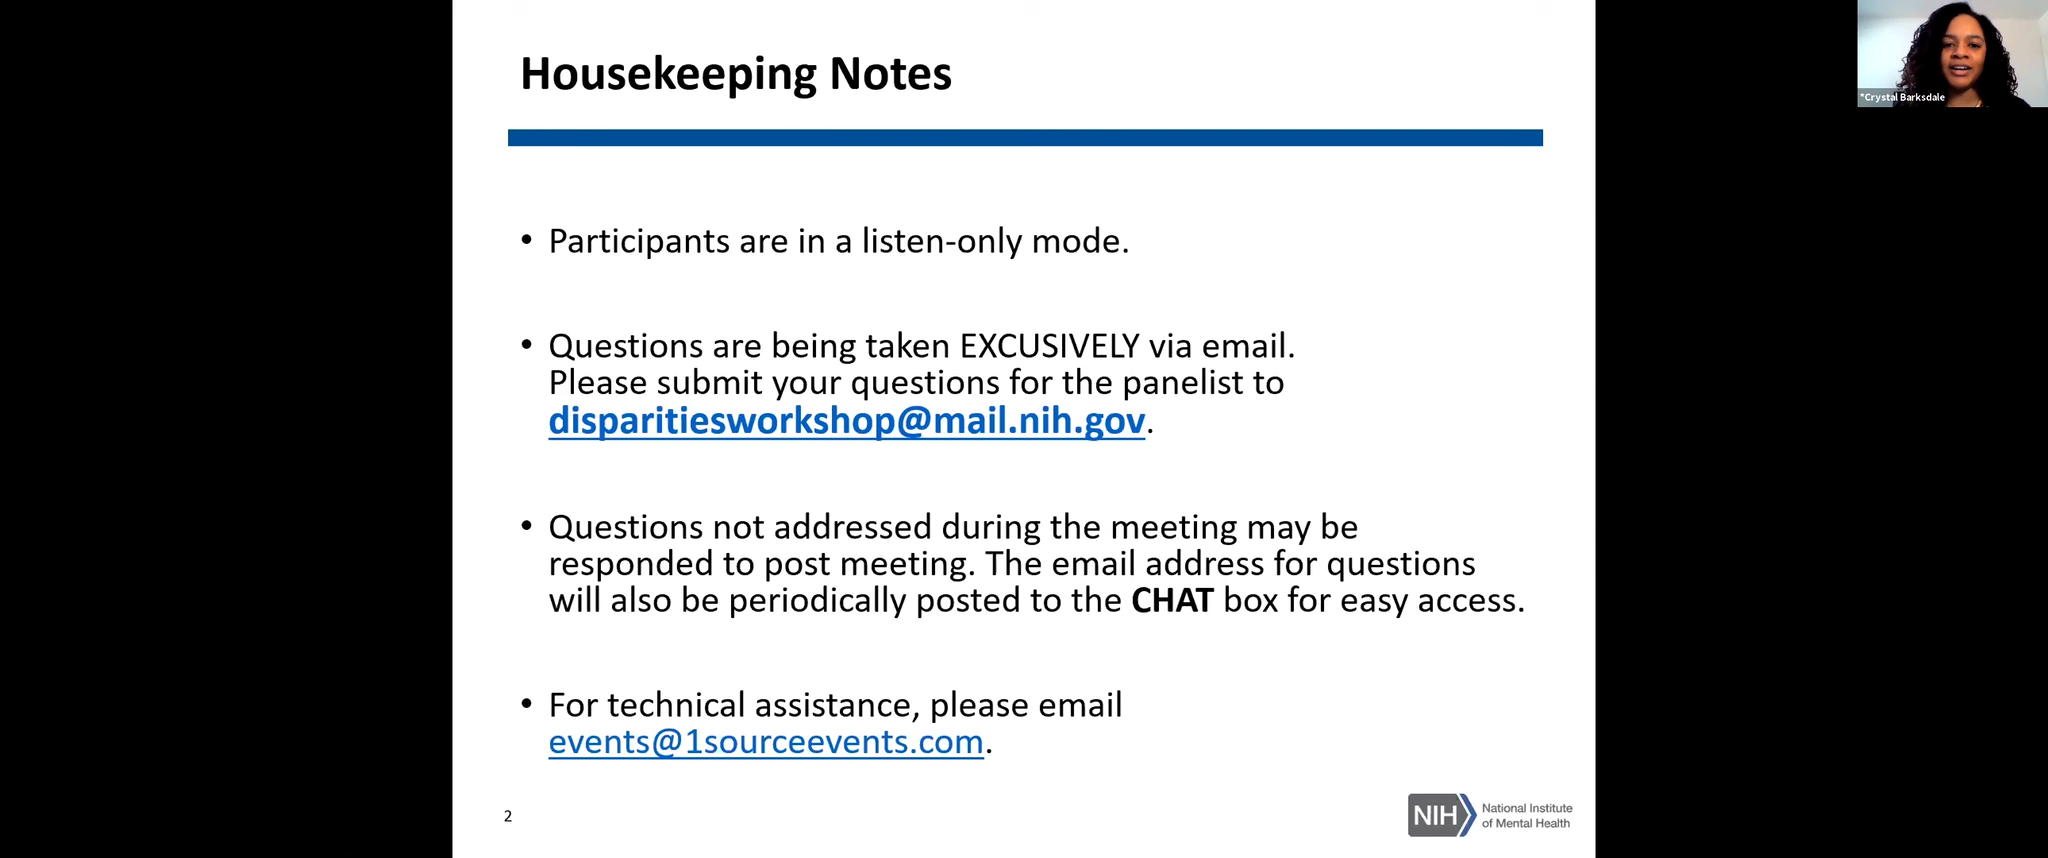 Housekeeping Notes
*Crystal Barksdale
• Participants are in a listen-only mode.
• Questions are being taken EXCUSIVELY via email.
Please submit your questions for the panelist to
disparitiesworkshop@mail.nih.gov.
• Questions not addressed during the meeting may be
responded to post meeting. The email address for questions
will also be periodically posted to the CHAT box for easy access.
• For technical assistance, please email
events@1sourceevents.com.
2
NIH
National Institute
of Mental Health